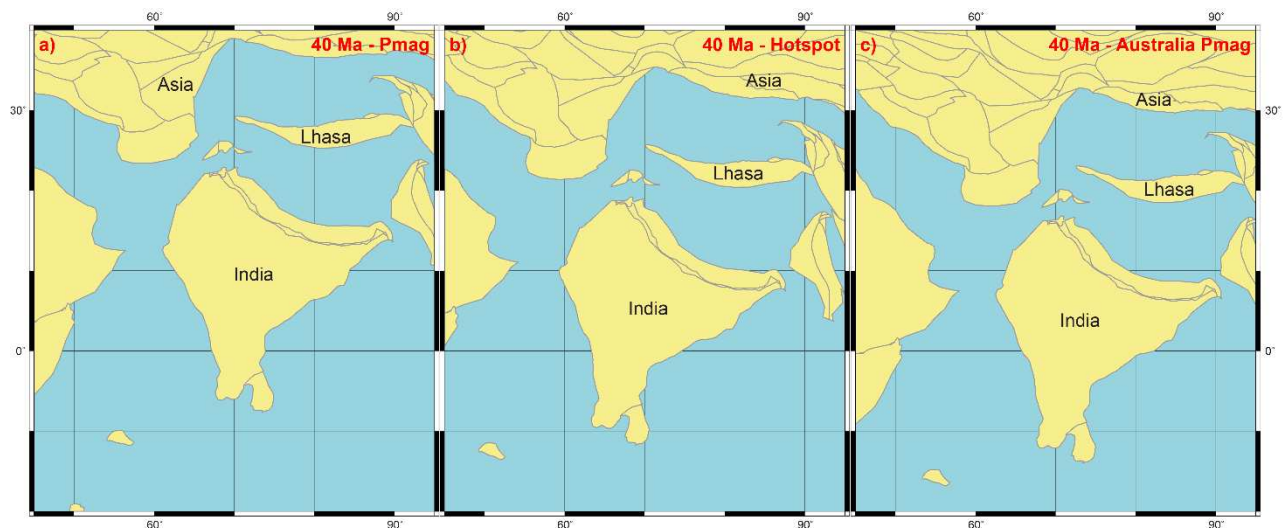 60° 90° 60° 90° 60° 90°
a) 40 Ma - Pmag b) 40 Ma - Hotspot c) 40 Ma - Australia Pmag
Asia Asia Asia
30° 30°
Lhasa Lhasa Lhasa
India India India
0° 0°
60° 90° 60° 90° 60° 90°